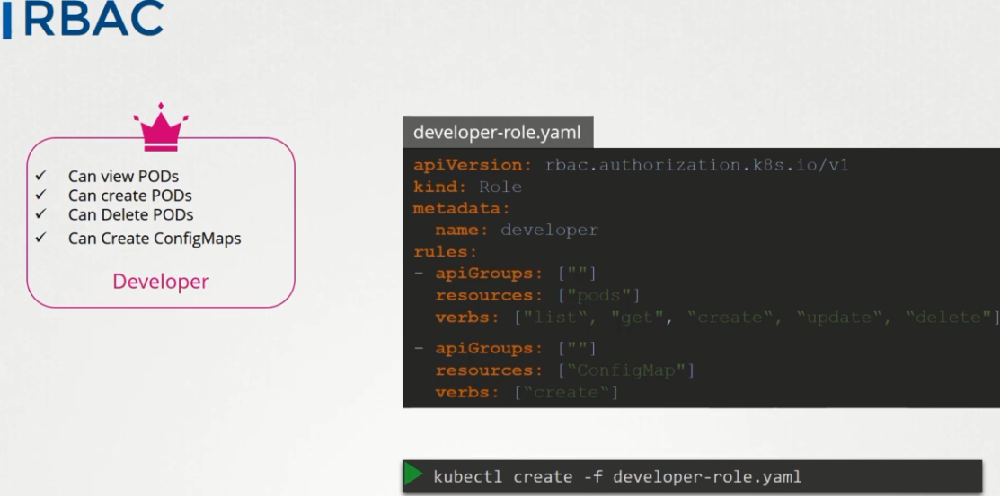 RBAC
✓ Can view PODs
✓ Can create PODs
✓ Can Delete PODs
✓ Can Create ConfigMaps
Developer
developer-role.yaml
apiVersion: rbac.authorization.k8s.io/v1
kind: Role
metadata:
  name: developer
rules:
- apiGroups: [""]
  resources: ["pods"]
  verbs: ["list“, "get", “create“, “update“, “delete"]
- apiGroups: [""]
  resources: [“ConfigMap"]
  verbs: [“create“]
kubectl create -f developer-role.yaml